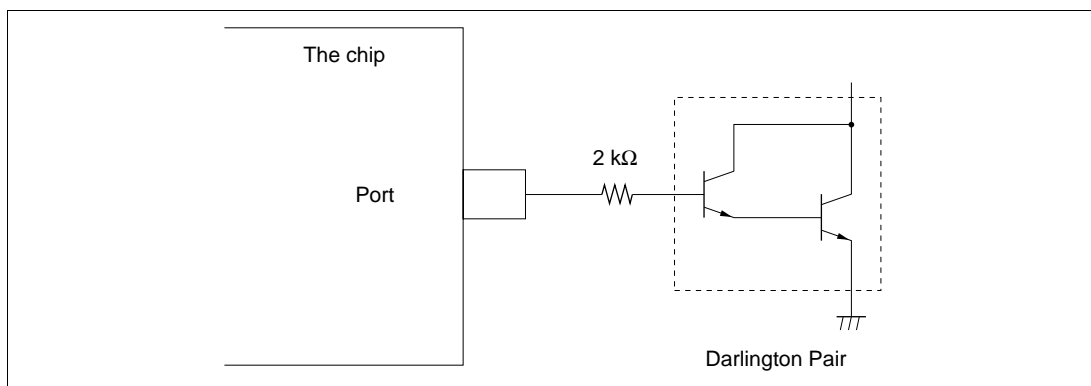 The chip
2 kΩ
Port
Darlington Pair